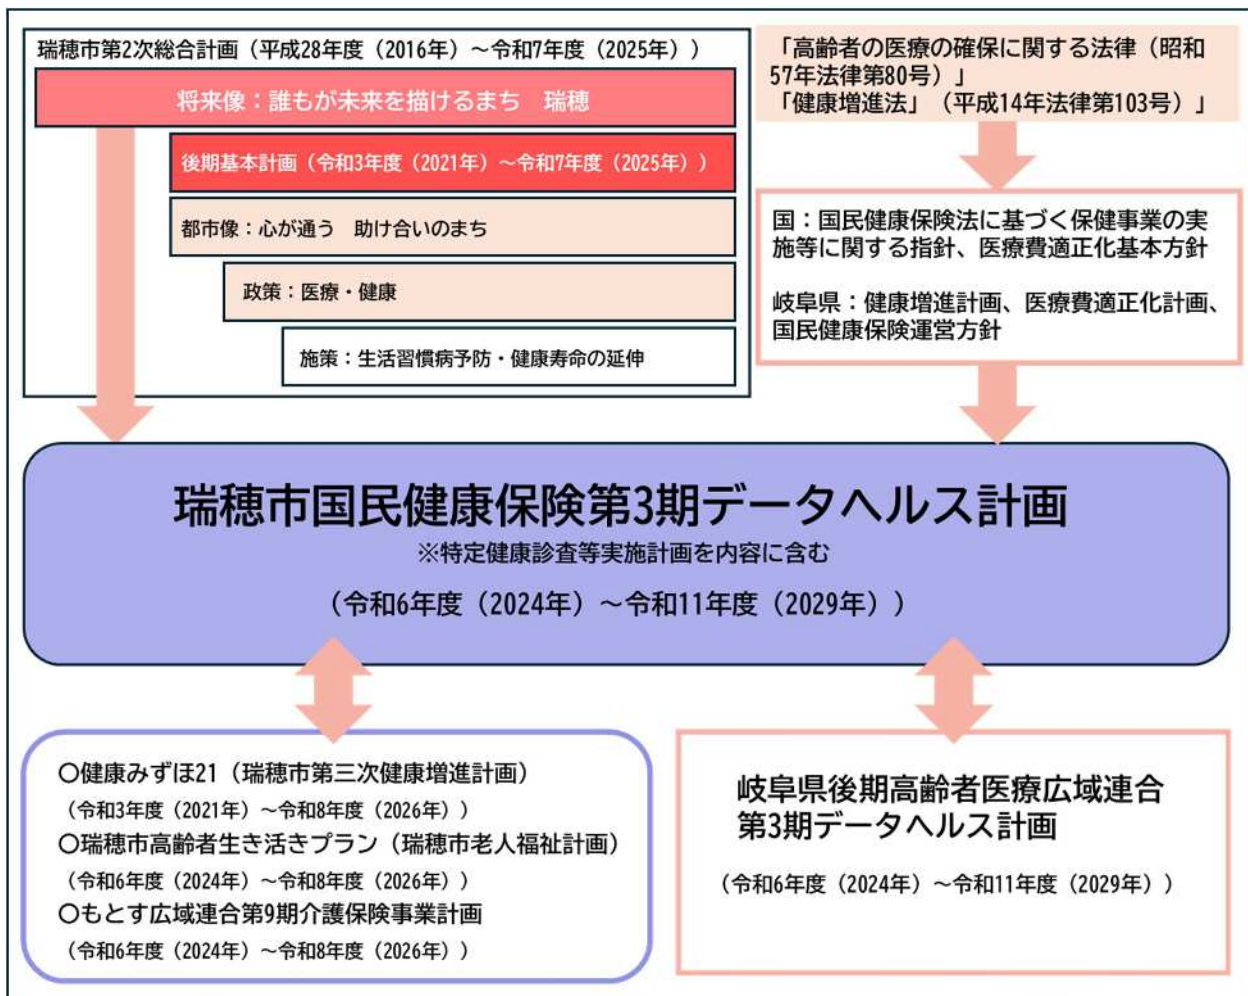 瑞穂市第2次総合計画（平成28年度（2016年）～令和7年度（2025年））
将来像：誰もが未来を描けるまち　瑞穂
後期基本計画（令和3年度（2021年）～令和7年度（2025年））
都市像：心が通う　助け合いのまち
政策：医療・健康
施策：生活習慣病予防・健康寿命の延伸
「高齢者の医療の確保に関する法律（昭和
57年法律第80号）」
「健康増進法」（平成14年法律第103号）」
国：国民健康保険法に基づく保健事業の実
施等に関する指針、医療費適正化基本方針
岐阜県：健康増進計画、医療費適正化計画、
国民健康保険運営方針
瑞穂市国民健康保険第3期データヘルス計画
※特定健康診査等実施計画を内容に含む
（令和6年度（2024年）～令和11年度（2029年））
〇健康みずほ21（瑞穂市第三次健康増進計画）
（令和3年度（2021年）～令和8年度（2026年））
〇瑞穂市高齢者生き活きプラン（瑞穂市老人福祉計画）
（令和6年度（2024年）～令和8年度（2026年））
〇もとす広域連合第9期介護保険事業計画
（令和6年度（2024年）～令和8年度（2026年））
岐阜県後期高齢者医療広域連合
第3期データヘルス計画
（令和6年度（2024年）～令和11年度（2029年））